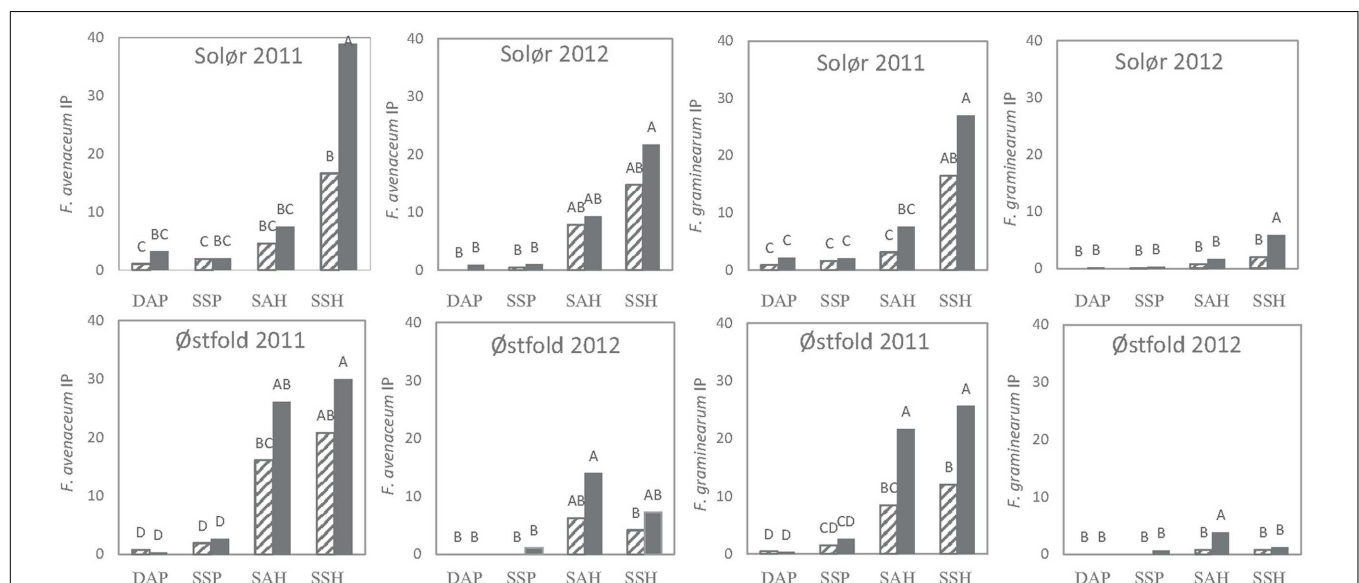 40
Solør 2011
A
30
F. avenaceum IP
20
B
10
BC
BC
C
BC
C
BC
0
DAP SSP SAH SSH
40
Solør 2012
30
F. avenaceum IP
A
20
AB
AB AB
10
B B B B
0
DAP SSP SAH SSH
40
Solør 2011
30
F. graminearum IP
A
20
AB
10
BC
C C C C C
0
DAP SSP SAH SSH
40
Solør 2012
30
F. graminearum IP
20
10
A
B B B B B B B
0
DAP SSP SAH SSH
40
Østfold 2011
30
F. avenaceum IP
A
AB
AB
20
BC
10
D D D D
0
DAP SSP SAH SSH
40
Østfold 2012
30
F. avenaceum IP
20
A
10
AB
AB
B
B B B B
0
DAP SSP SAH SSH
40
Østfold 2011
30
F. graminearum IP
A
A
20
B
10
BC
CD CD
D D
0
DAP SSP SAH SSH
40
Østfold 2012
30
F. graminearum IP
20
10
A
B B B B B B B
0
DAP SSP SAH SSH